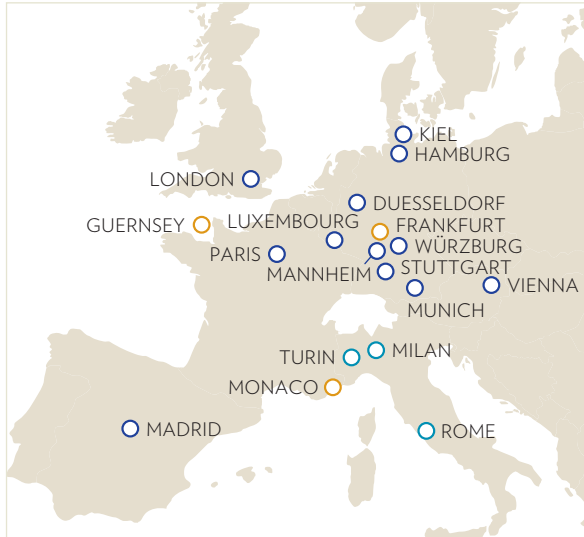 KIEL
HAMBURG
LONDON
DUESSELDORF
LUXEMBOURG
GUERNSEY
FRANKFURT
WÜRZBURG
PARIS
MANNHEIM
STUTTGART
VIENNA
MUNICH
TURIN
MILAN
MONACO
MADRID
ROME